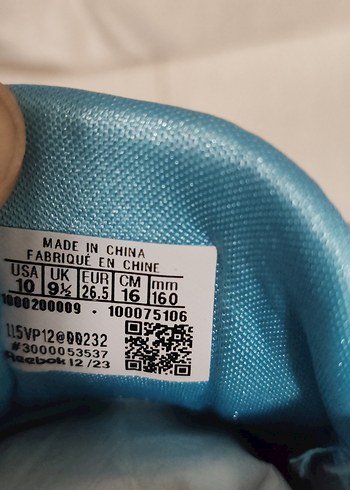 MADE IN CHINA
FABRIQUÉ EN CHINE
USA UK EUR CM mm
10 9½ 26.5 16 160
1000200009 · 100075106
115VP12@00232
#3000053537
Reebok 12/23